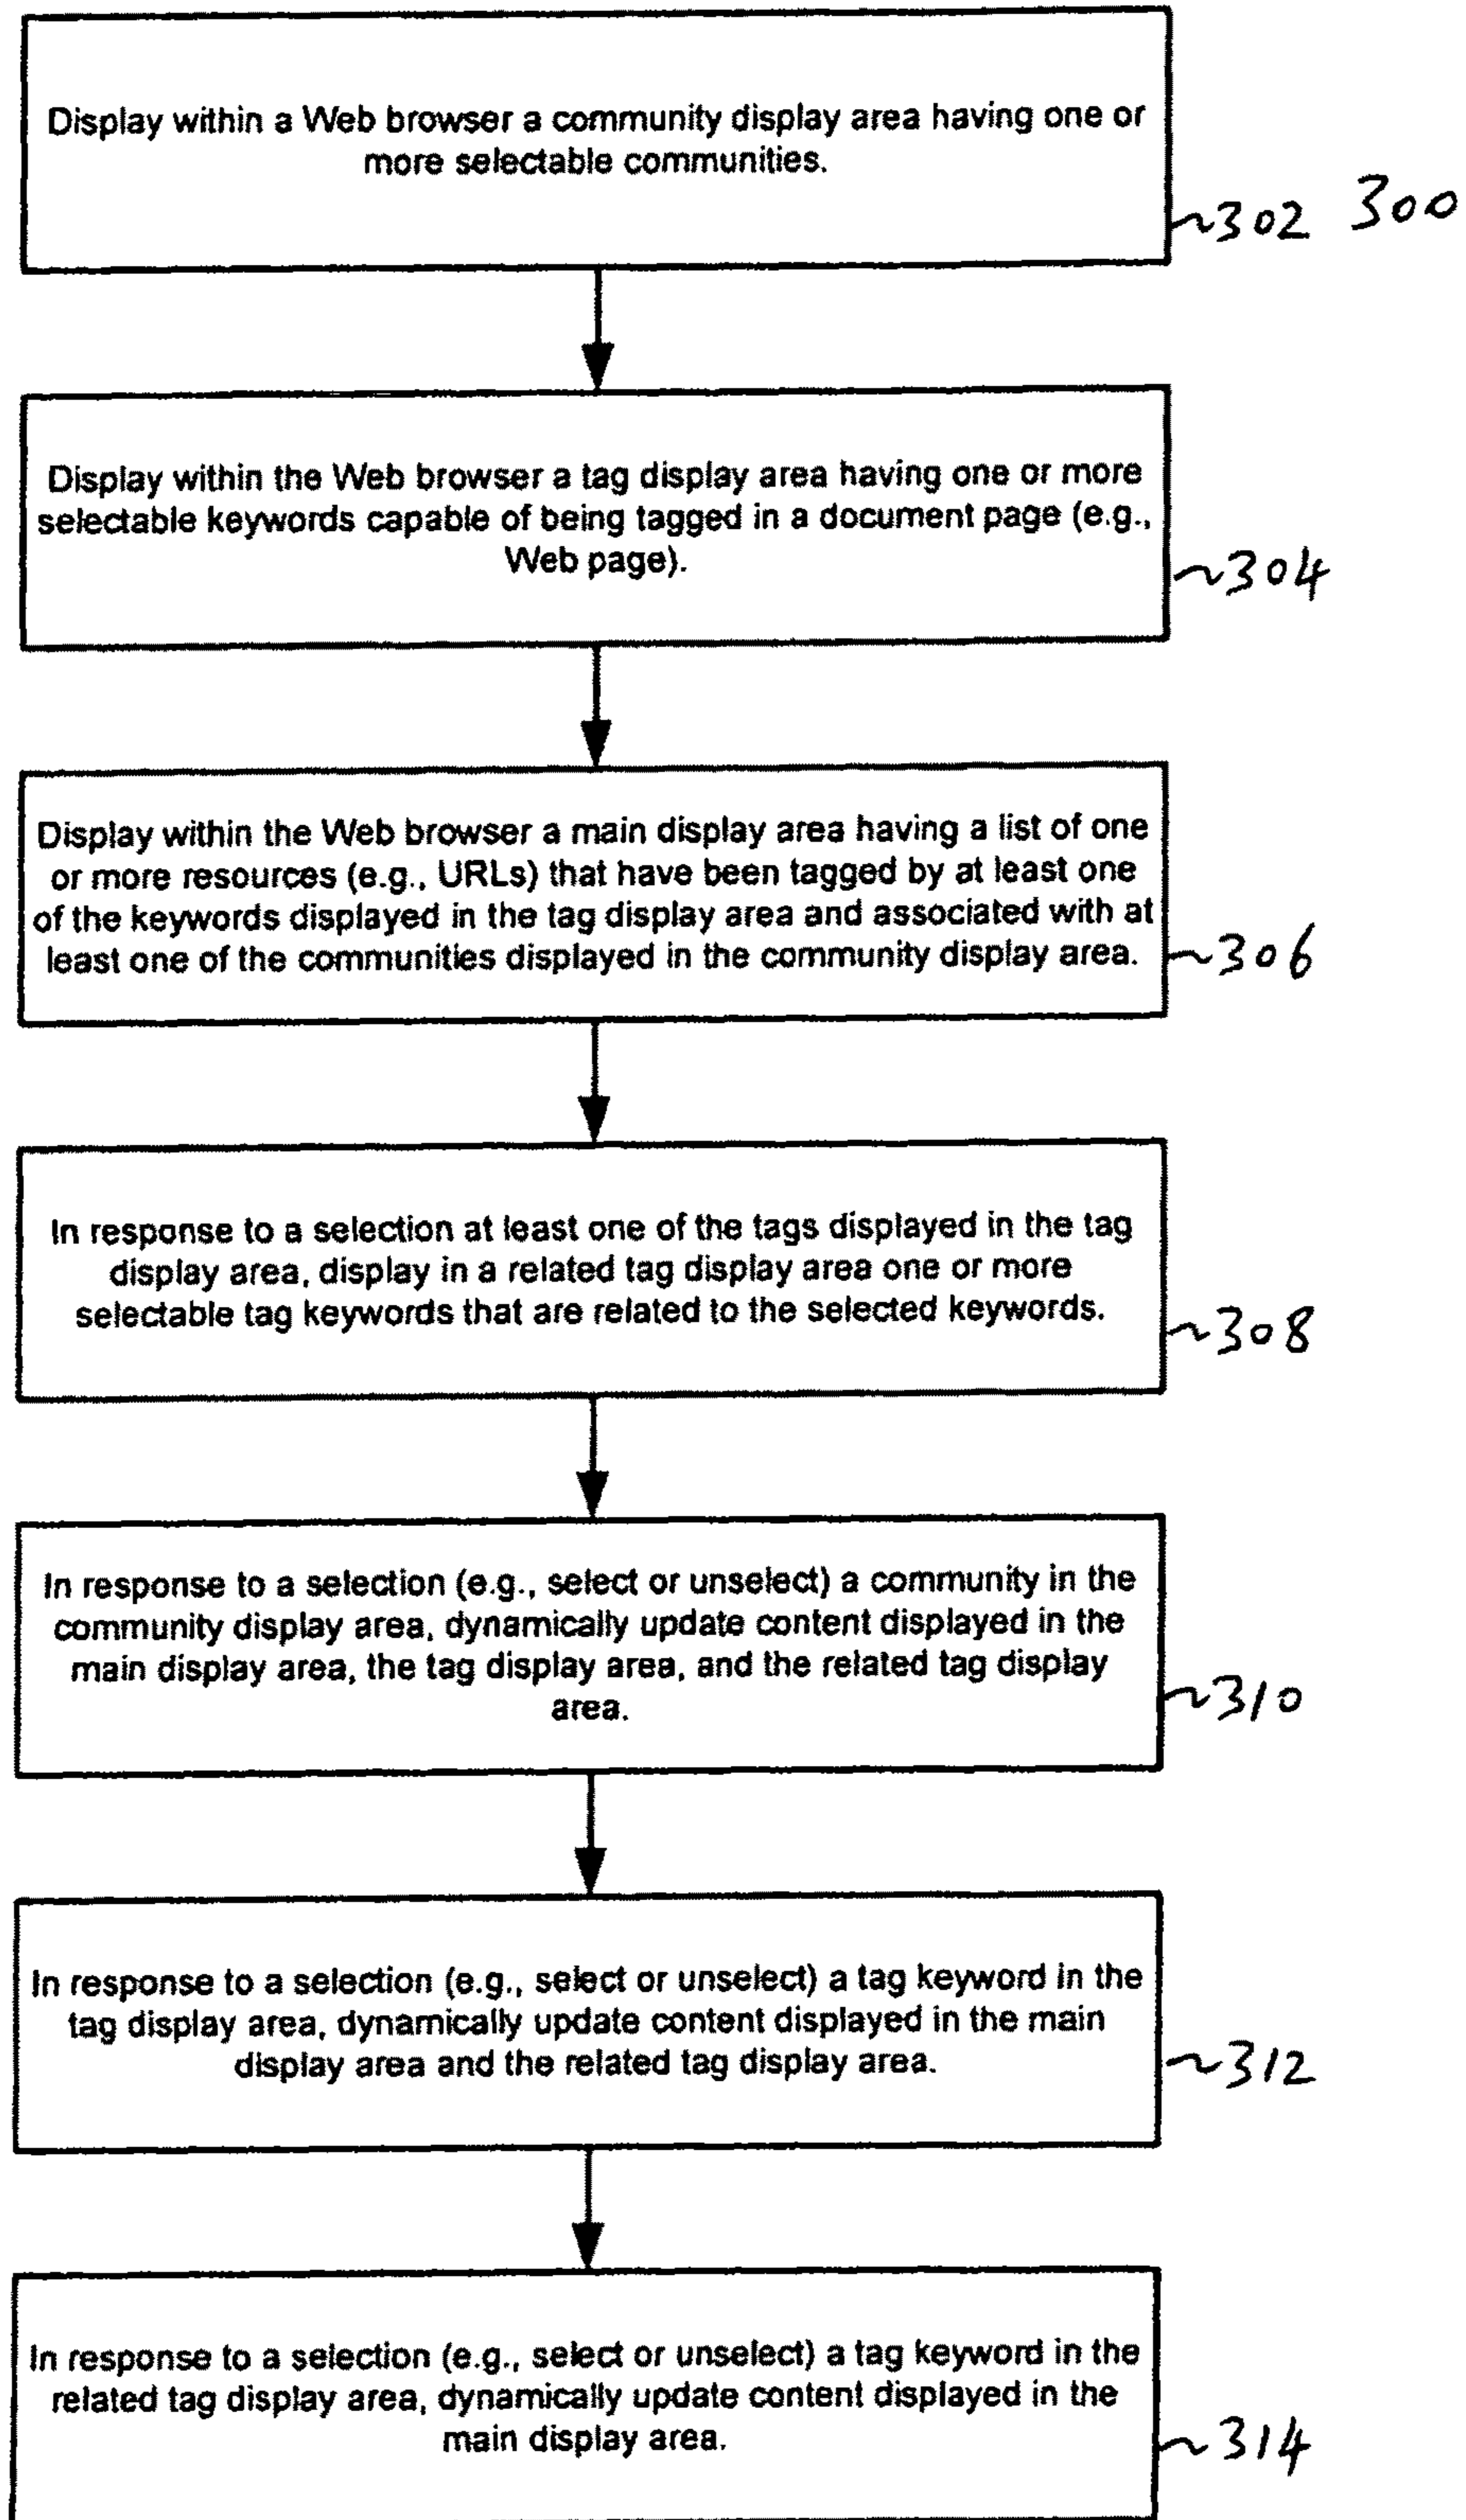 Display within a Web browser a community display area having one or
more selectable communities.
~302
300
Display within the Web browser a tag display area having one or more
selectable keywords capable of being tagged in a document page (e.g.,
Web page).
~304
Display within the Web browser a main display area having a list of one
or more resources (e.g., URLs) that have been tagged by at least one
of the keywords displayed in the tag display area and associated with at
least one of the communities displayed in the community display area.
~306
In response to a selection at least one of the tags displayed in the tag
display area, display in a related tag display area one or more
selectable tag keywords that are related to the selected keywords.
~308
In response to a selection (e.g., select or unselect) a community in the
community display area, dynamically update content displayed in the
main display area, the tag display area, and the related tag display
area.
~310
In response to a selection (e.g., select or unselect) a tag keyword in the
tag display area, dynamically update content displayed in the main
display area and the related tag display area.
~312
In response to a selection (e.g., select or unselect) a tag keyword in the
related tag display area, dynamically update content displayed in the
main display area.
~314